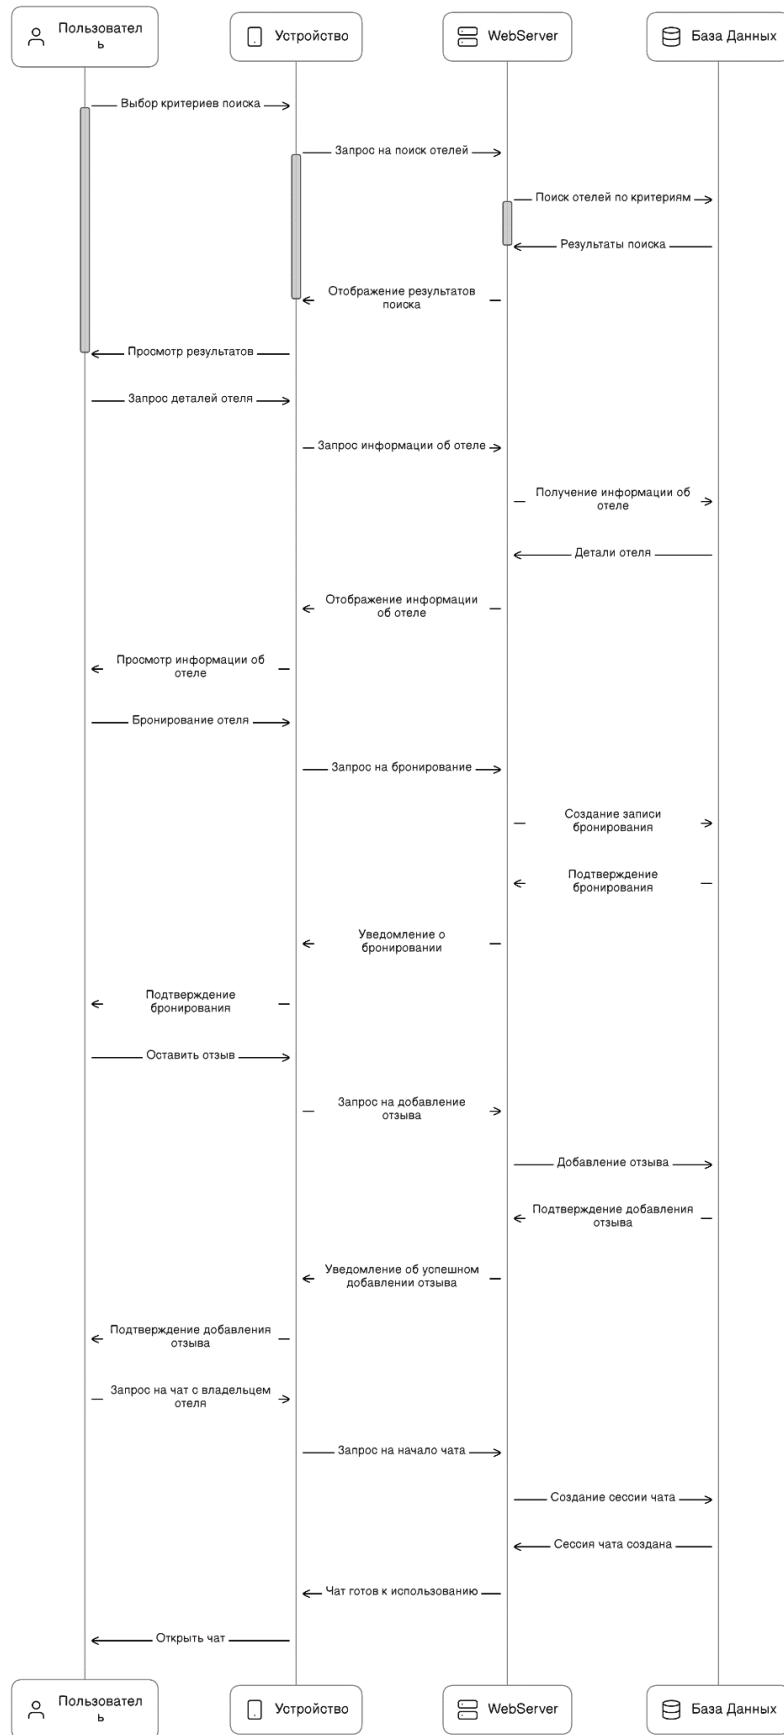 Пользовател
ь
Устройство
WebServer
База Данных
Выбор критериев поиска
Запрос на поиск отелей
Поиск отелей по критериям
Результаты поиска
Отображение результатов
поиска
Просмотр результатов
Запрос деталей отеля
Запрос информации об отеле
Получение информации об
отеле
Детали отеля
Отображение информации
об отеле
Просмотр информации об
отеле
Бронирование отеля
Запрос на бронирование
Создание записи
бронирования
Подтверждение
бронирования
Уведомление о
бронировании
Подтверждение
бронирования
Оставить отзыв
Запрос на добавление
отзыва
Добавление отзыва
Подтверждение добавления
отзыва
Уведомление об успешном
добавлении отзыва
Подтверждение добавления
отзыва
Запрос на чат с владельцем
отеля
Запрос на начало чата
Создание сессии чата
Сессия чата создана
Чат готов к использованию
Открыть чат
Пользовател
ь
Устройство
WebServer
База Данных